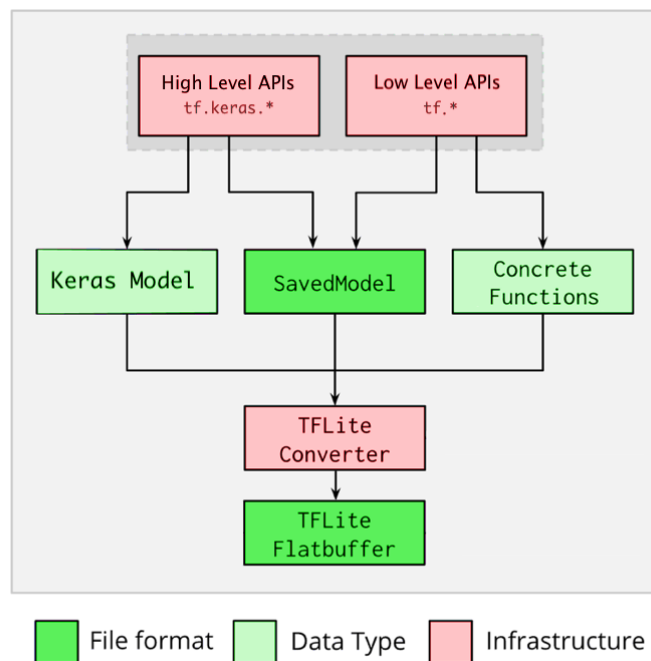 High Level APIs
tf.keras.*
Low Level APIs
tf.*
Keras Model
SavedModel
Concrete
Functions
TFLite
Converter
TFLite
Flatbuffer
File format
Data Type
Infrastructure